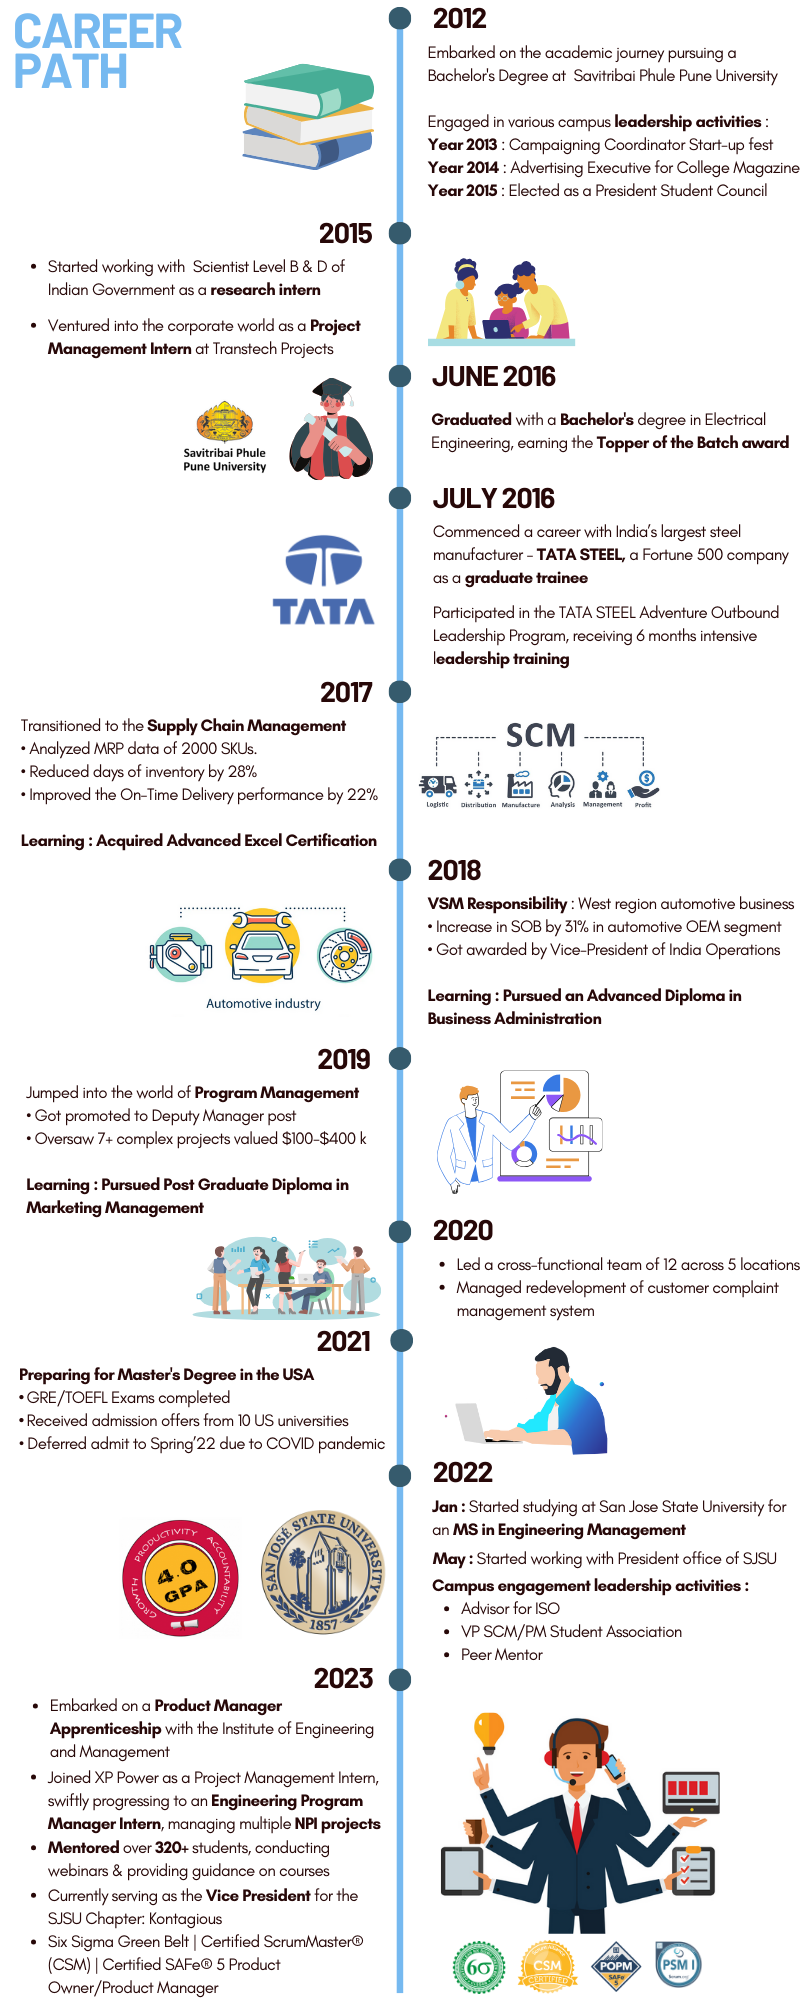 CAREER
PATH
2012
Embarked on the academic journey pursuing a
Bachelor's Degree at Savitribai Phule Pune University
Engaged in various campus leadership activities :
Year 2013 : Campaigning Coordinator Start-up fest
Year 2014 : Advertising Executive for College Magazine
Year 2015 : Elected as a President Student Council
2015
• Started working with Scientist Level B & D of
Indian Government as a research intern
• Ventured into the corporate world as a Project
Management Intern at Transtech Projects
JUNE 2016
Graduated with a Bachelor's degree in Electrical
Engineering, earning the Topper of the Batch award
Savitribai Phule
Pune University
JULY 2016
Commenced a career with India's largest steel
manufacturer - TATA STEEL, a Fortune 500 company
as a graduate trainee
Participated in the TATA STEEL Adventure Outbound
Leadership Program, receiving 6 months intensive
leadership training
TATA
2017
Transitioned to the Supply Chain Management
• Analyzed MRP data of 2000 SKUs.
• Reduced days of inventory by 28%
• Improved the On-Time Delivery performance by 22%
Learning : Acquired Advanced Excel Certification
SCM
Logistic Distribution Manufacture Analysis Management Profit
2018
VSM Responsibility : West region automotive business
• Increase in SOB by 31% in automotive OEM segment
• Got awarded by Vice-President of India Operations
Learning : Pursued an Advanced Diploma in
Business Administration
Automotive industry
2019
Jumped into the world of Program Management
• Got promoted to Deputy Manager post
• Oversaw 7+ complex projects valued $100-$400 k
Learning : Pursued Post Graduate Diploma in
Marketing Management
2020
• Led a cross-functional team of 12 across 5 locations
• Managed redevelopment of customer complaint
management system
2021
Preparing for Master's Degree in the USA
• GRE/TOEFL Exams completed
• Received admission offers from 10 US universities
• Deferred admit to Spring'22 due to COVID pandemic
2022
Jan : Started studying at San Jose State University for
an MS in Engineering Management
May : Started working with President office of SJSU
Campus engagement leadership activities :
• Advisor for ISO
• VP SCM/PM Student Association
• Peer Mentor
GROWTH PRODUCTIVITY ACCOUNTABILITY
4.0
GPA
SAN JOSÉ STATE UNIVERSITY
1857
2023
• Embarked on a Product Manager
Apprenticeship with the Institute of Engineering
and Management
• Joined XP Power as a Project Management Intern,
swiftly progressing to an Engineering Program
Manager Intern, managing multiple NPI projects
• Mentored over 320+ students, conducting
webinars & providing guidance on courses
• Currently serving as the Vice President for the
SJSU Chapter: Kontagious
• Six Sigma Green Belt | Certified ScrumMaster®
(CSM) | Certified SAFe® 5 Product
Owner/Product Manager
6σ
CSM
CERTIFIED
POPM
SAFe
5
PSM I
Scrum.org